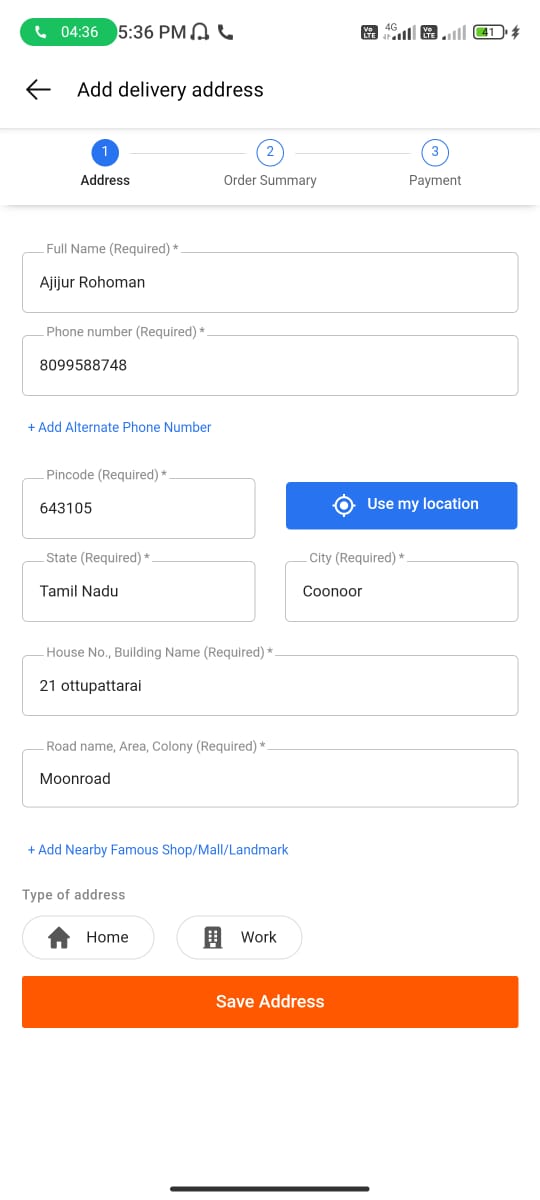 04:36 5:36 PM Vo LTE 4G Vo LTE 41
Add delivery address
1 2 3
Address Order Summary Payment
Full Name (Required) *
Ajijur Rohoman
Phone number (Required) *
8099588748
+ Add Alternate Phone Number
Pincode (Required) *
643105
Use my location
State (Required) *
Tamil Nadu
City (Required) *
Coonoor
House No., Building Name (Required) *
21 ottupattarai
Road name, Area, Colony (Required) *
Moonroad
+ Add Nearby Famous Shop/Mall/Landmark
Type of address
Home Work
Save Address